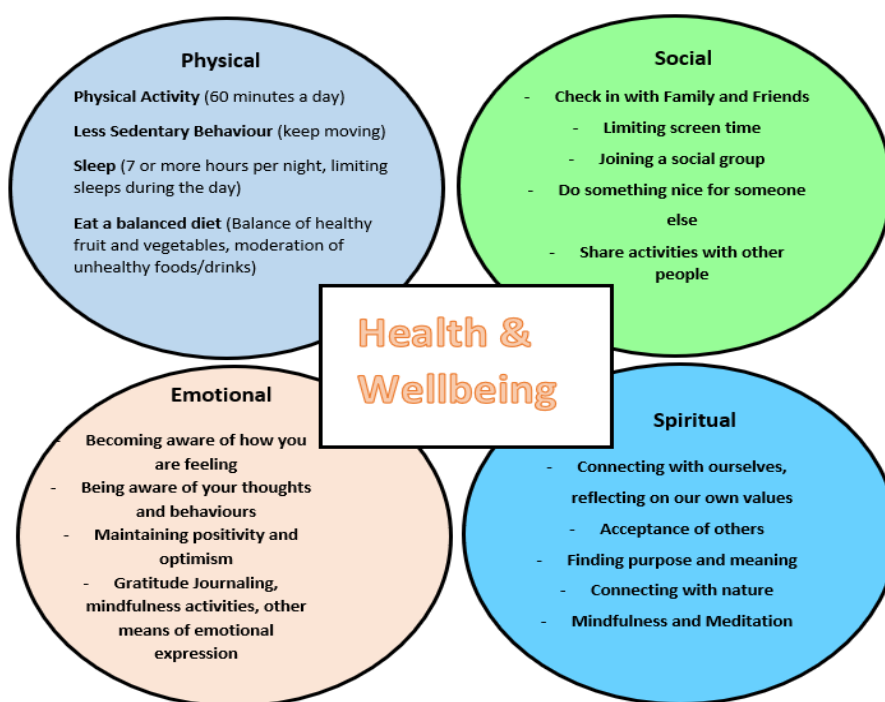 Physical
Physical Activity (60 minutes a day)
Less Sedentary Behaviour (keep moving)
Sleep (7 or more hours per night, limiting
sleeps during the day)
Eat a balanced diet (Balance of healthy
fruit and vegetables, moderation of
unhealthy foods/drinks)
Social
- Check in with Family and Friends
- Limiting screen time
- Joining a social group
- Do something nice for someone
else
- Share activities with other
people
Health &
Wellbeing
Emotional
- Becoming aware of how you
are feeling
- Being aware of your thoughts
and behaviours
- Maintaining positivity and
optimism
- Gratitude Journaling,
mindfulness activities, other
means of emotional
expression
Spiritual
- Connecting with ourselves,
reflecting on our own values
- Acceptance of others
- Finding purpose and meaning
- Connecting with nature
- Mindfulness and Meditation